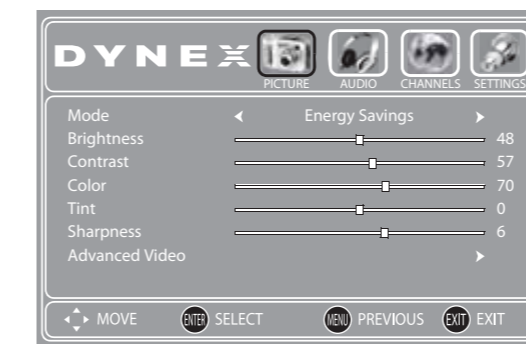 DYNEX
PICTURE AUDIO CHANNELS SETTINGS
Mode Energy Savings
Brightness 48
Contrast 57
Color 70
Tint 0
Sharpness 6
Advanced Video
MOVE ENTER SELECT MENU PREVIOUS EXIT EXIT